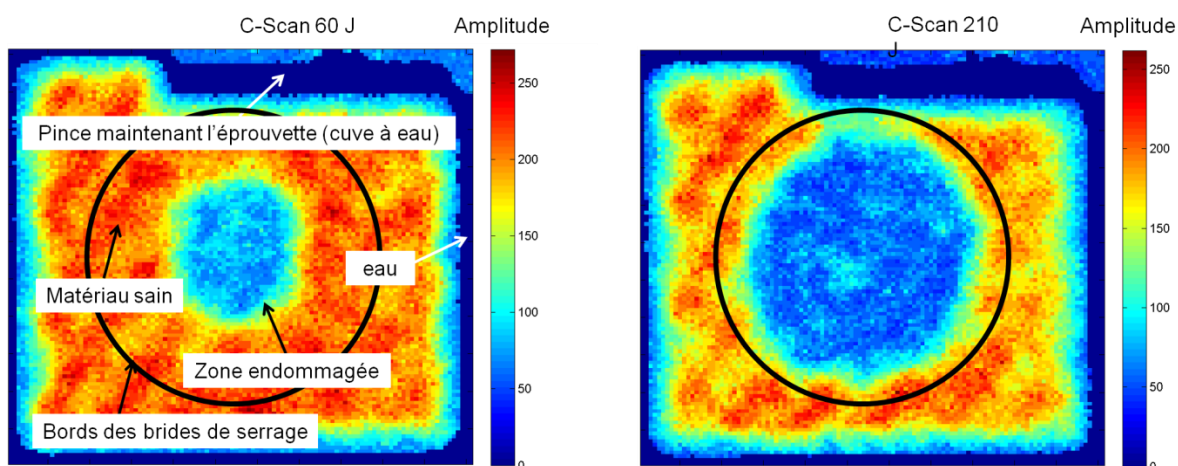 C-Scan 60 J
Amplitude
250
200
150
100
50
0
Pince maintenant l'éprouvette (cuve à eau)
eau
Matériau sain
Zone endommagée
Bords des brides de serrage
C-Scan 210
J
Amplitude
250
200
150
100
50
0